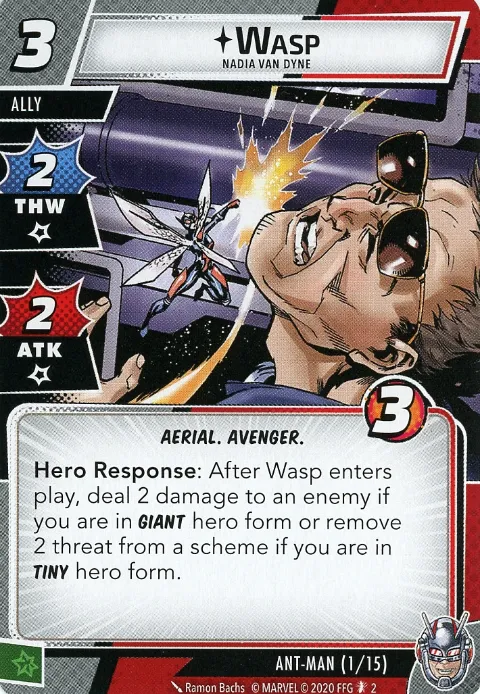 3
Wasp
NADIA VAN DYNE
ALLY
2
THW
2
ATK
3
AERIAL. AVENGER.
Hero Response: After Wasp enters
play, deal 2 damage to an enemy if
you are in GIANT hero form or remove
2 threat from a scheme if you are in
TINY hero form.
ANT-MAN (1/15)
Ramon Bachs © MARVEL © 2020 FFG 2